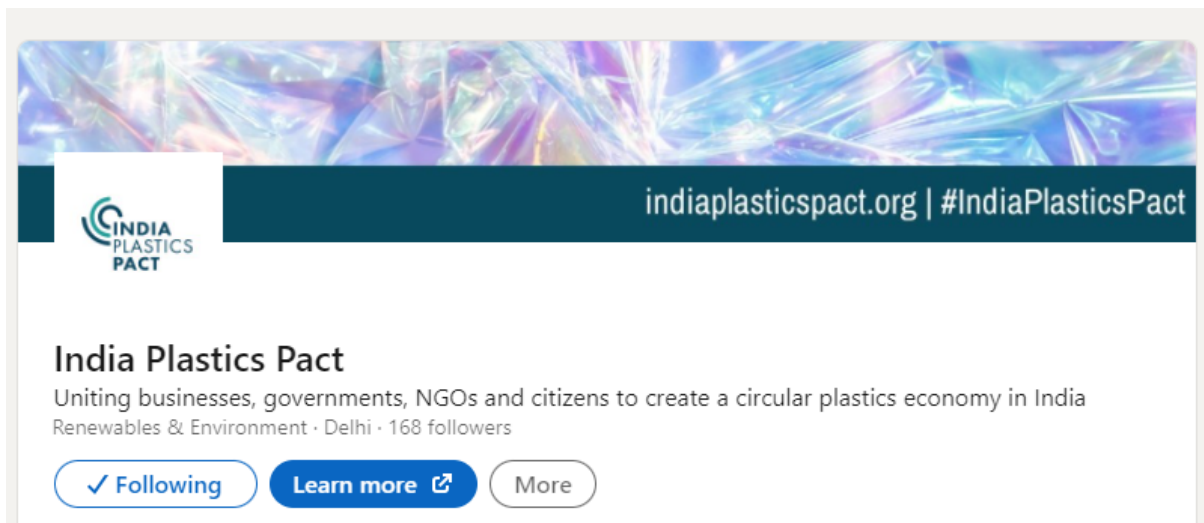 indiaplasticspact.org | #IndiaPlasticsPact
INDIA
PLASTICS
PACT
India Plastics Pact
Uniting businesses, governments, NGOs and citizens to create a circular plastics economy in India
Renewables & Environment · Delhi · 168 followers
✓ Following
Learn more
More